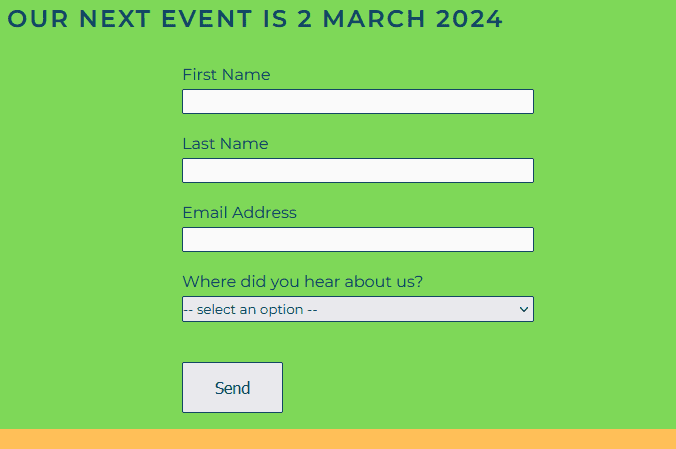 OUR NEXT EVENT IS 2 MARCH 2024
First Name
Last Name
Email Address
Where did you hear about us?
-- select an option --
Send